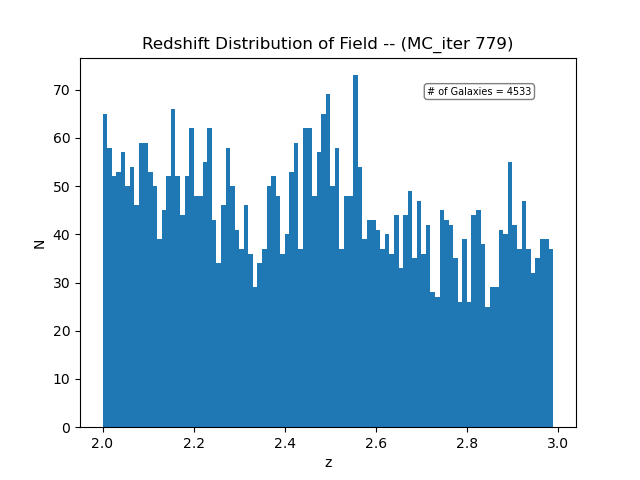 Redshift Distribution of Field -- (MC_iter 779)
# of Galaxies = 4533
70
60
50
40
30
20
10
0
N
2.0 2.2 2.4 2.6 2.8 3.0
z